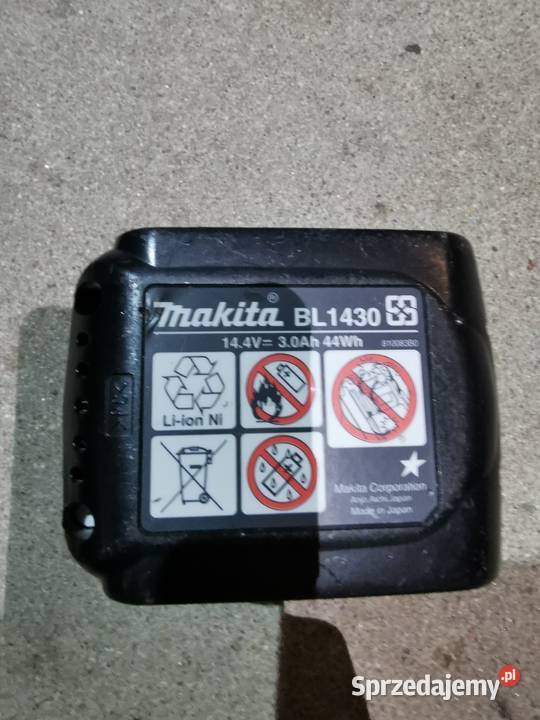 Makita® BL1430
14.4V⎓ 3.0Ah 44Wh
Li-ion Ni
Makita Corporation
Anjo, Aichi, Japan
Made in Japan
Sprzedajemy.pl